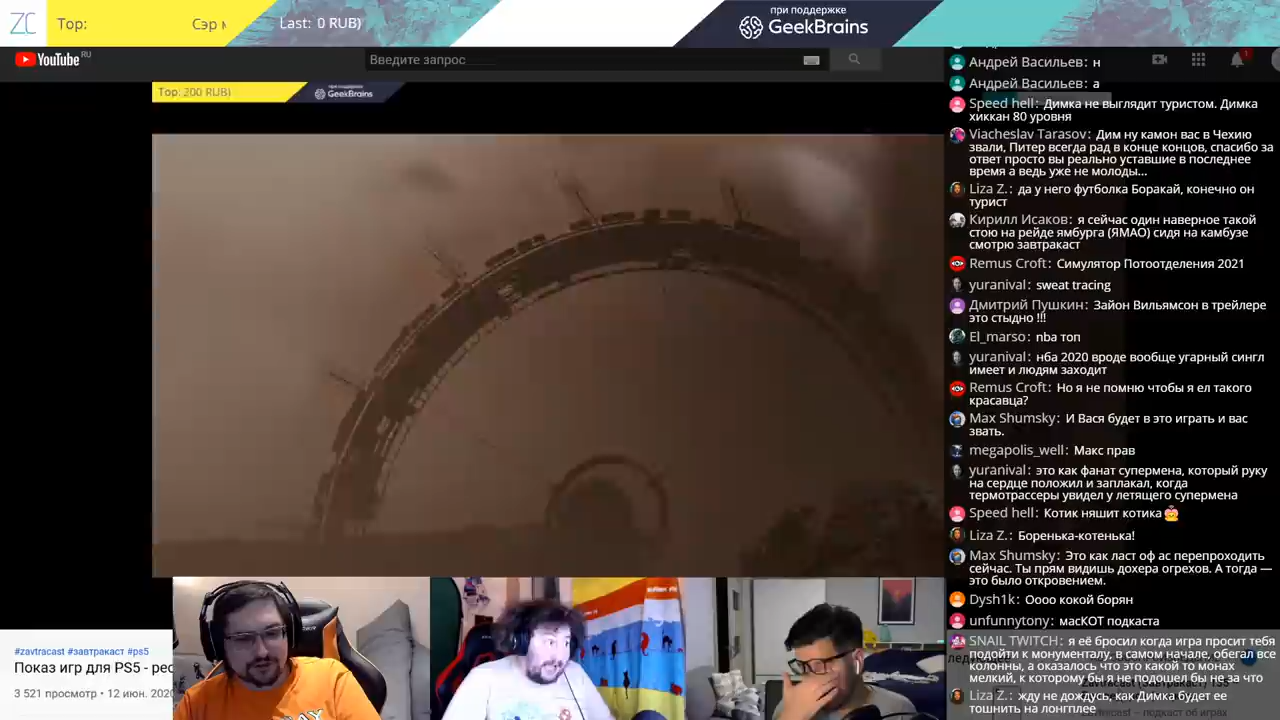 ZC
Top:
Сэр м
Last: 0 RUB)
при поддержке
GeekBrains
YouTube RU
Введите запрос
1
Top: 200 RUB)
при поддержке
GeekBrains
Андрей Васильев: н
Андрей Васильев: а
Speed hell: Димка не выглядит туристом. Димка
хиккан 80 уровня
Viacheslav Tarasov: Дим ну камон вас в Чехию
звали, Питер всегда рад в конце концов, спасибо за
ответ просто вы реально уставшие в последнее
время а ведь уже не молоды...
Liza Z.: да у него футболка Боракай, конечно он
турист
Кирилл Исаков: я сейчас один наверное такой
стою на рейде ямбурга (ЯМАО) сидя на камбузе
смотрю завтракаст
Remus Croft: Симулятор Потоотделения 2021
yuranival: sweat tracing
Дмитрий Пушкин: Зайон Вильямсон в трейлере
это стыдно !!!
El_marso: nba топ
yuranival: нба 2020 вроде вообще угарный сингл
имеет и людям заходит
Remus Croft: Но я не помню чтобы я ел такого
красавца?
Max Shumsky: И Вася будет в это играть и вас
звать.
megapolis_well: Макс прав
yuranival: это как фанат супермена, который руку
на сердце положил и заплакал, когда
термотрассеры увидел у летящего супермена
Speed hell: Котик няшит котика
Liza Z.: Боренька-котенька!
Max Shumsky: Это как ласт оф ас перепроходить
сейчас. Ты прям видишь дохера огрехов. А тогда —
это было откровением.
Dysh1k: Оооо кокой борян
unfunnytony: масКОТ подкаста
SNAIL TWITCH: я её бросил когда игра просит тебя
подойти к монументалу, в самом начале, обегал все
колонны, а оказалось что это какой то монах
мелкий, к которому бы я не подошел бы не за что
Liza Z.: жду не дождусь, как Димка будет ее
тошнить на лонгплее
#zavtracast #завтракаст #ps5
Показ игр для PS5 - рес
3 521 просмотр • 12 июн. 2020